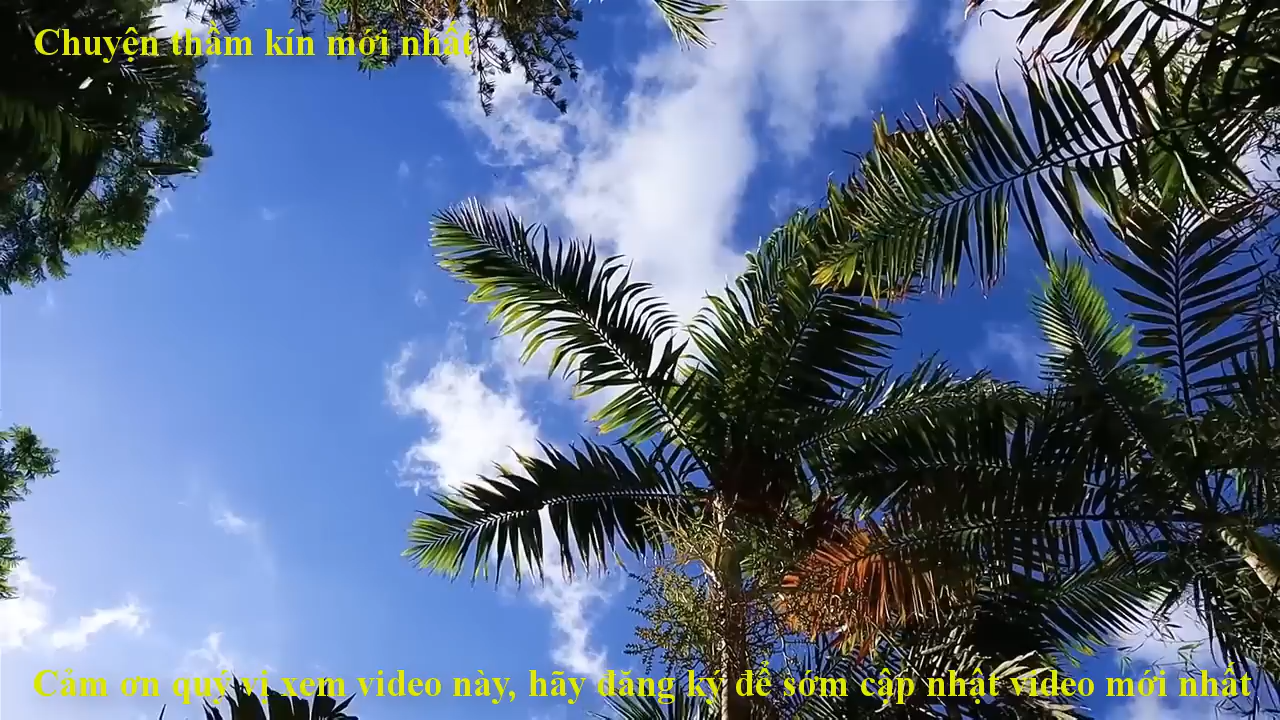 Chuyện thầm kín mới nhất
Cảm ơn quý vị xem video này, hãy đăng ký để sớm cập nhật video mới nhất